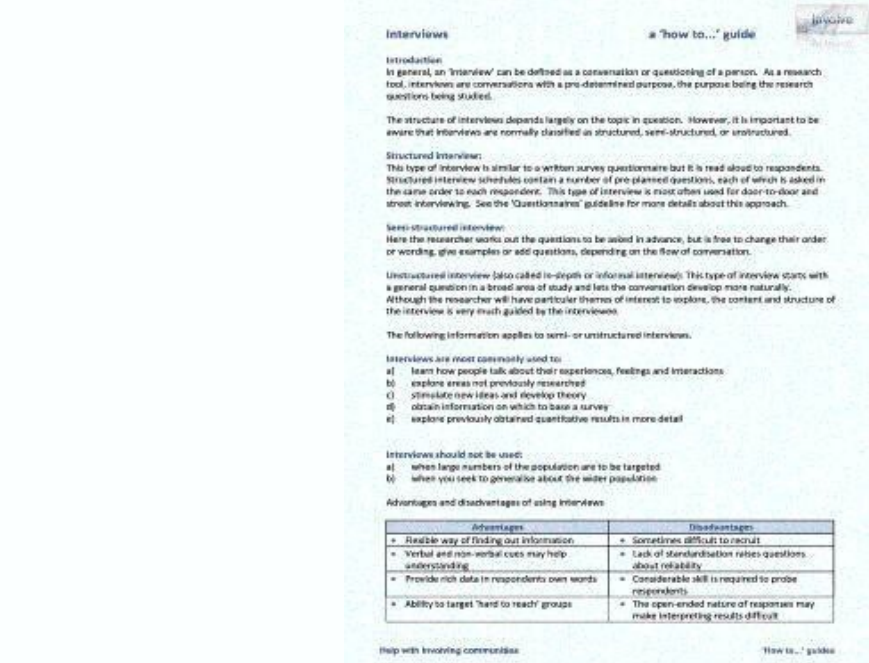 involve
Interviews a 'how to...' guide
Introduction
In general, an 'interview' can be defined as a conversation or questioning of a person. As a research
tool, interviews are conversations with a pre-determined purpose, the purpose being the research
questions being studied.
The structure of interviews depends largely on the topic in question. However, it is important to be
aware that interviews are normally classified as structured, semi-structured, or unstructured.
Structured interview:
This type of interview is similar to a written survey questionnaire but it is read aloud to respondents.
Structured interview schedules contain a number of pre-planned questions, each of which is asked in
the same order to each respondent. This type of interview is most often used for door-to-door and
street interviewing. See the 'Questionnaires' guideline for more details about this approach.
Semi-structured interview:
Here the researcher works out the questions to be asked in advance, but is free to change their order
or wording, give examples or add questions, depending on the flow of conversation.
Unstructured interview (also called in-depth or informal interview): This type of interview starts with
a general question in a broad area of study and lets the conversation develop more naturally.
Although the researcher will have particular themes of interest to explore, the content and structure of
the interview is very much guided by the interviewee.
The following information applies to semi- or unstructured interviews.
Interviews are most commonly used to:
a) learn how people talk about their experiences, feelings and interactions
b) explore areas not previously researched
c) stimulate new ideas and develop theory
d) obtain information on which to base a survey
e) explore previously obtained quantitative results in more detail
Interviews should not be used:
a) when large numbers of the population are to be targeted
b) when you seek to generalise about the wider population
Advantages and disadvantages of using interviews
Advantages Disadvantages
• Flexible way of finding out information • Sometimes difficult to recruit
• Verbal and non-verbal cues may help • Lack of standardisation raises questions
understanding about reliability
• Provide rich data in respondents own words • Considerable skill is required to probe
respondents
• Ability to target 'hard to reach' groups • The open-ended nature of responses may
make interpreting results difficult
Help with involving communities 'How to...' guides